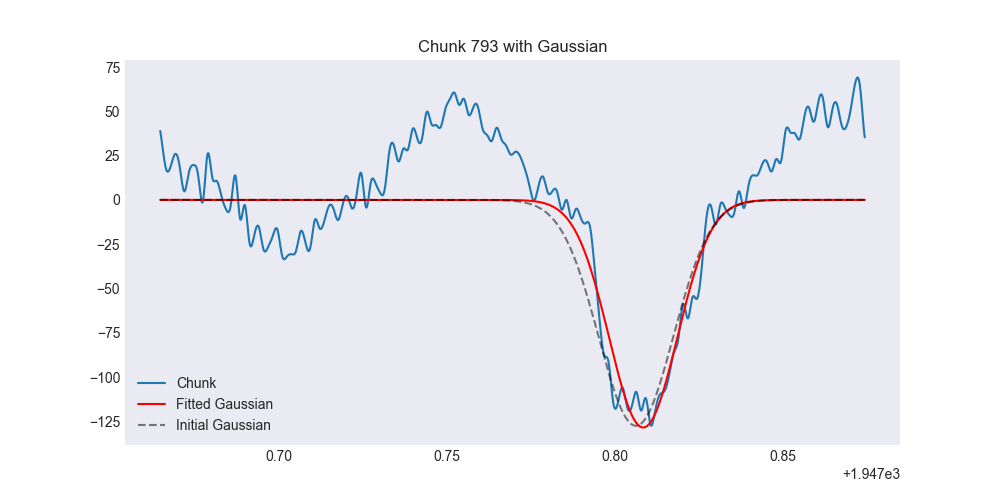 Chunk 793 with Gaussian
75
50
25
0
−25
−50
−75
−100
−125
Chunk
Fitted Gaussian
Initial Gaussian
0.70 0.75 0.80 0.85
+1.947e3